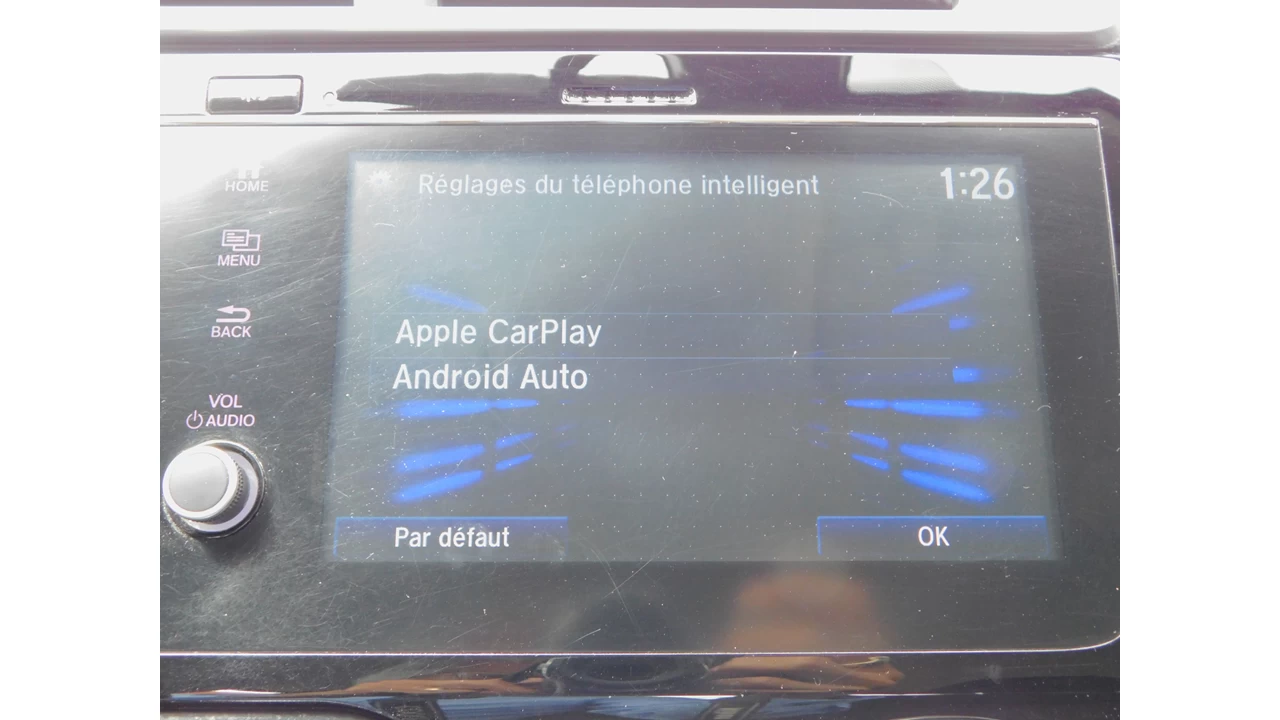 Réglages du téléphone intelligent 1:26
HOME
MENU
BACK
VOL
AUDIO
Apple CarPlay
Android Auto
Par défaut OK